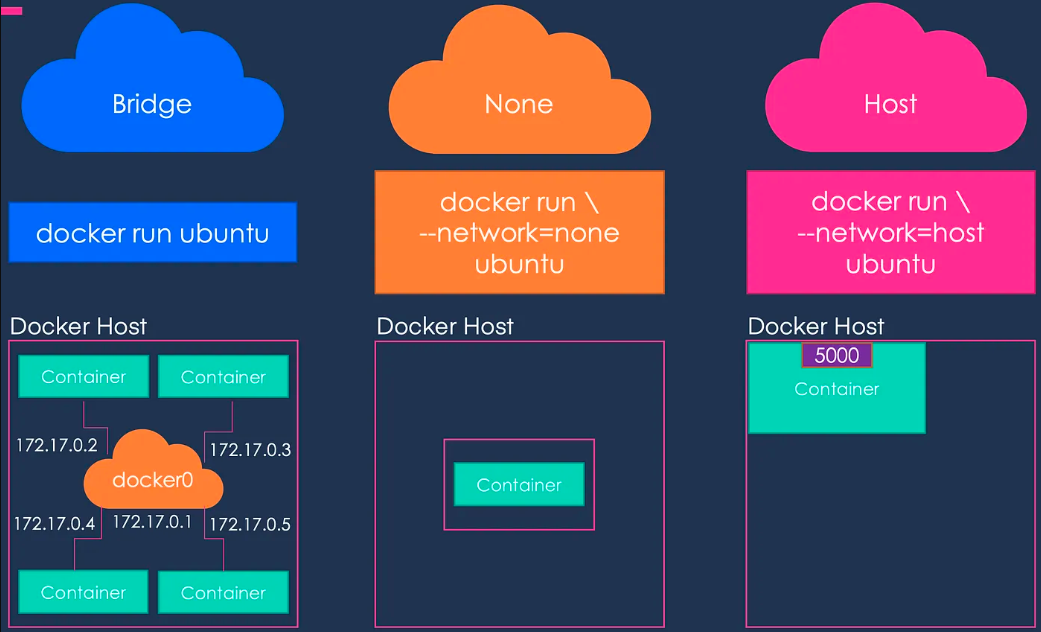 Bridge
None
Host
docker run ubuntu
docker run \
--network=none
ubuntu
docker run \
--network=host
ubuntu
Docker Host
Container
Container
172.17.0.2
172.17.0.3
docker0
172.17.0.4
172.17.0.1
172.17.0.5
Container
Container
Docker Host
Container
Docker Host
5000
Container